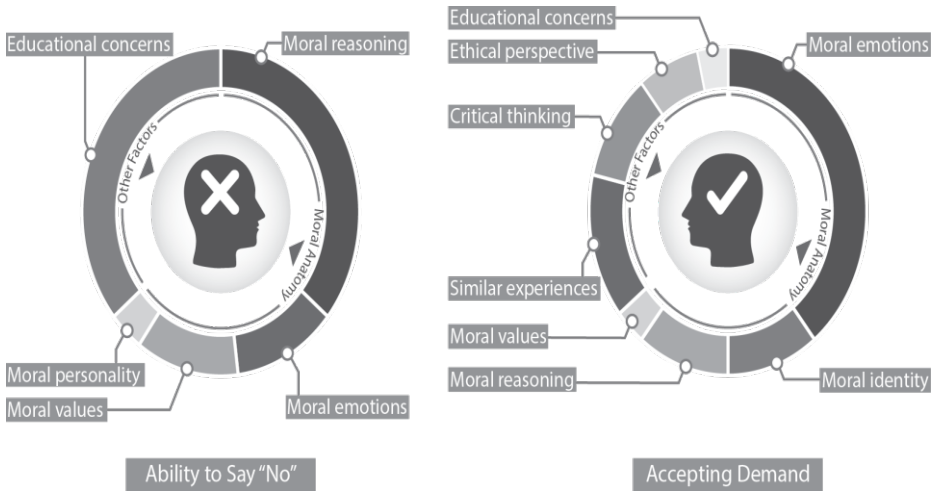 Educational concerns
Moral reasoning
Other Factors
Moral Anatomy
Moral personality
Moral values
Moral emotions
Ability to Say “No”
Educational concerns
Ethical perspective
Moral emotions
Critical thinking
Other Factors
Moral Anatomy
Similar experiences
Moral values
Moral reasoning
Moral identity
Accepting Demand